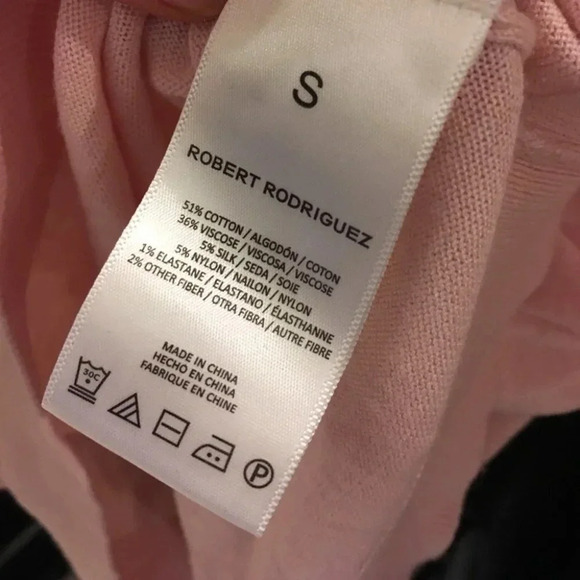 S
ROBERT RODRIGUEZ
51% COTTON / ALGODÓN / COTON
36% VISCOSE / VISCOSA / VISCOSE
5% SILK / SEDA / SOIE
5% NYLON / NAILON / NYLON
1% ELASTANE / ELASTANO / ÉLASTHANNE
2% OTHER FIBER / OTRA FIBRA / AUTRE FIBRE
MADE IN CHINA
HECHO EN CHINA
FABRIQUE EN CHINE
30C
P